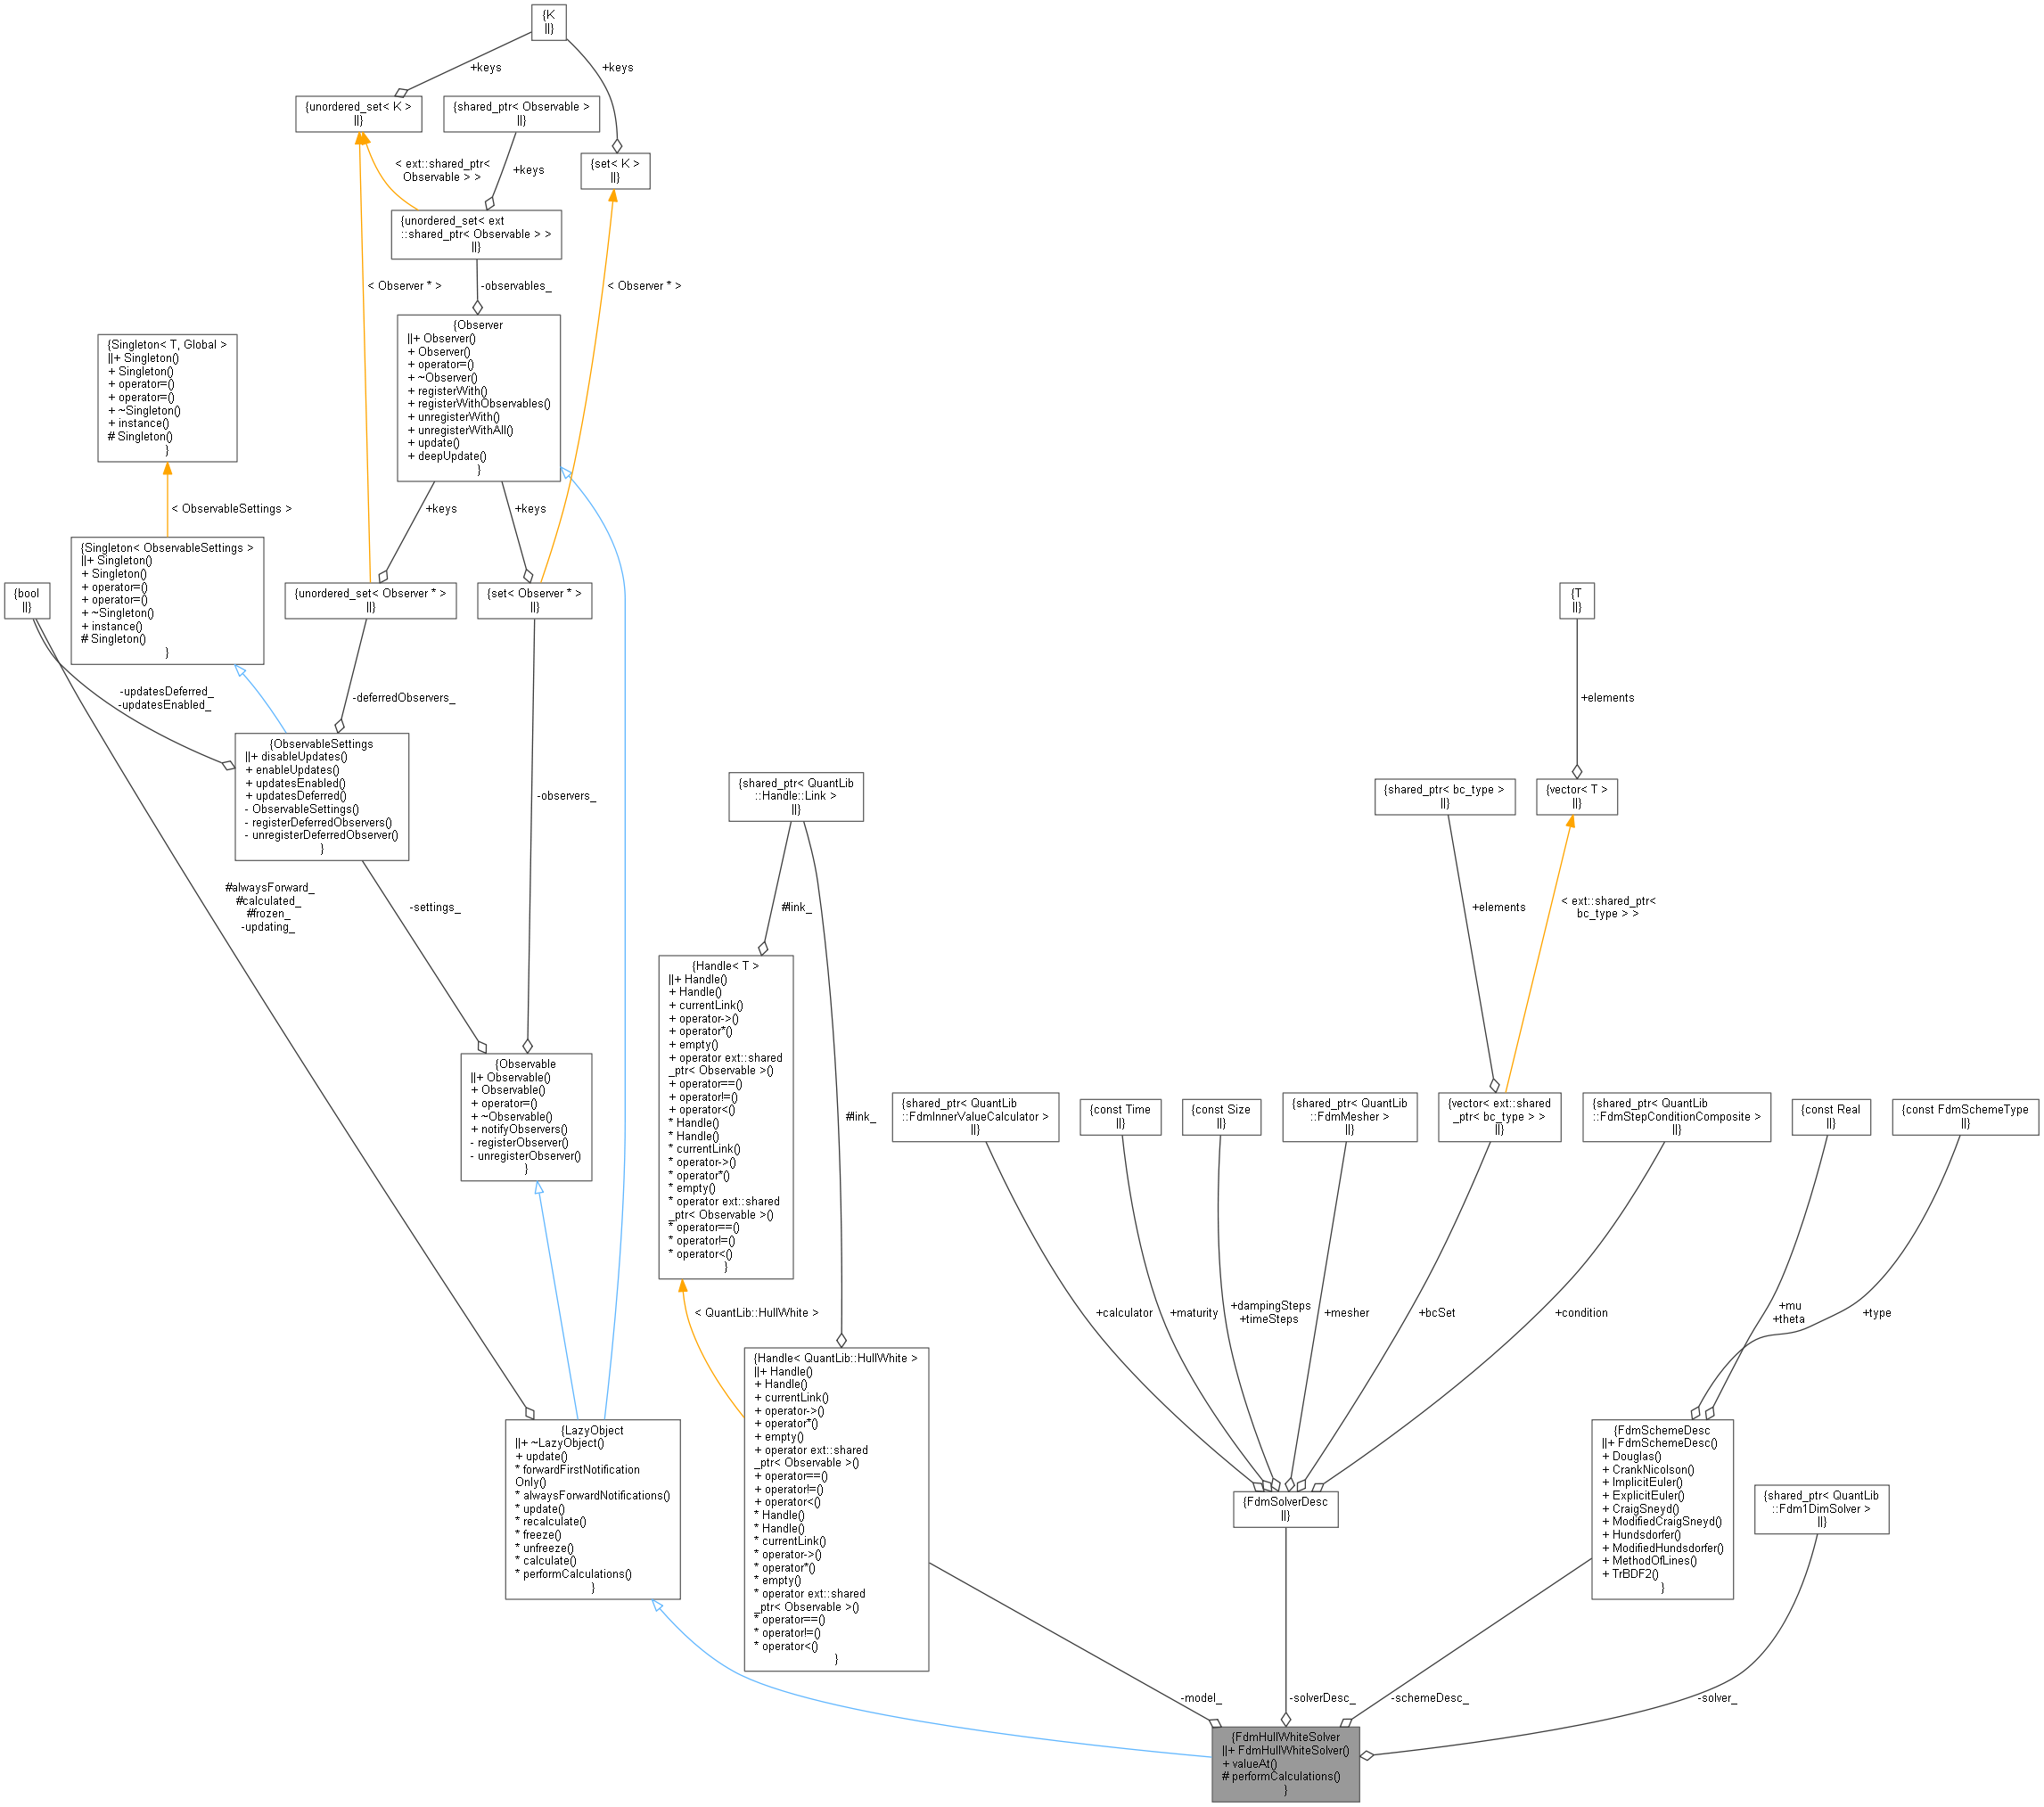 {K
||}
+keys
+keys
{unordered_set< K >
||}
{shared_ptr< Observable >
||}
{set< K >
||}
< ext::shared_ptr<
Observable > >
+keys
{unordered_set< ext
::shared_ptr< Observable > >
||}
< Observer * >
-observables_
< Observer * >
{Observer
||+ Observer()
+ Observer()
+ operator=()
+ ~Observer()
+ registerWith()
+ registerWithObservables()
+ unregisterWith()
+ unregisterWithAll()
+ update()
+ deepUpdate()
}
{Singleton< T, Global >
||+ Singleton()
+ Singleton()
+ operator=()
+ operator=()
+ ~Singleton()
+ instance()
# Singleton()
}
< ObservableSettings >
+keys
+keys
{Singleton< ObservableSettings >
||+ Singleton()
+ Singleton()
+ operator=()
+ operator=()
+ ~Singleton()
+ instance()
# Singleton()
}
{bool
||}
{unordered_set< Observer * >
||}
{set< Observer * >
||}
{T
||}
-updatesDeferred_
-updatesEnabled_
-deferredObservers_
+elements
{ObservableSettings
||+ disableUpdates()
+ enableUpdates()
+ updatesEnabled()
+ updatesDeferred()
- ObservableSettings()
- registerDeferredObservers()
- unregisterDeferredObserver()
}
-observers_
{shared_ptr< QuantLib
::Handle::Link >
||}
{shared_ptr< bc_type >
||}
{vector< T >
||}
#alwaysForward_
#calculated_
#frozen_
-updating_
-settings_
#link_
+elements
< ext::shared_ptr<
bc_type > >
{Observable
||+ Observable()
+ Observable()
+ operator=()
+ ~Observable()
+ notifyObservers()
- registerObserver()
- unregisterObserver()
}
{Handle< T >
||+ Handle()
+ Handle()
+ currentLink()
+ operator->()
+ operator*()
+ empty()
+ operator ext::shared
_ptr< Observable >()
+ operator==()
+ operator!=()
+ operator<()
* Handle()
* Handle()
* currentLink()
* operator->()
* operator*()
* empty()
* operator ext::shared
_ptr< Observable >()
* operator==()
* operator!=()
* operator<()
}
#link_
{shared_ptr< QuantLib
::FdmInnerValueCalculator >
||}
{const Time
||}
{const Size
||}
{shared_ptr< QuantLib
::FdmMesher >
||}
{vector< ext::shared
_ptr< bc_type > >
||}
{shared_ptr< QuantLib
::FdmStepConditionComposite >
||}
{const Real
||}
{const FdmSchemeType
||}
< QuantLib::HullWhite >
+calculator
+maturity
+dampingSteps
+timeSteps
+mesher
+bcSet
+condition
+mu
+theta
+type
{LazyObject
||+ ~LazyObject()
+ update()
* forwardFirstNotification
Only()
* alwaysForwardNotifications()
* update()
* recalculate()
* freeze()
* unfreeze()
* calculate()
* performCalculations()
}
{Handle< QuantLib::HullWhite >
||+ Handle()
+ Handle()
+ currentLink()
+ operator->()
+ operator*()
+ empty()
+ operator ext::shared
_ptr< Observable >()
+ operator==()
+ operator!=()
+ operator<()
* Handle()
* Handle()
* currentLink()
* operator->()
* operator*()
* empty()
* operator ext::shared
_ptr< Observable >()
* operator==()
* operator!=()
* operator<()
}
{FdmSolverDesc
||}
{FdmSchemeDesc
||+ FdmSchemeDesc()
+ Douglas()
+ CrankNicolson()
+ ImplicitEuler()
+ ExplicitEuler()
+ CraigSneyd()
+ ModifiedCraigSneyd()
+ Hundsdorfer()
+ ModifiedHundsdorfer()
+ MethodOfLines()
+ TrBDF2()
}
{shared_ptr< QuantLib
::Fdm1DimSolver >
||}
-model_
-solverDesc_
-schemeDesc_
-solver_
{FdmHullWhiteSolver
||+ FdmHullWhiteSolver()
+ valueAt()
# performCalculations()
}